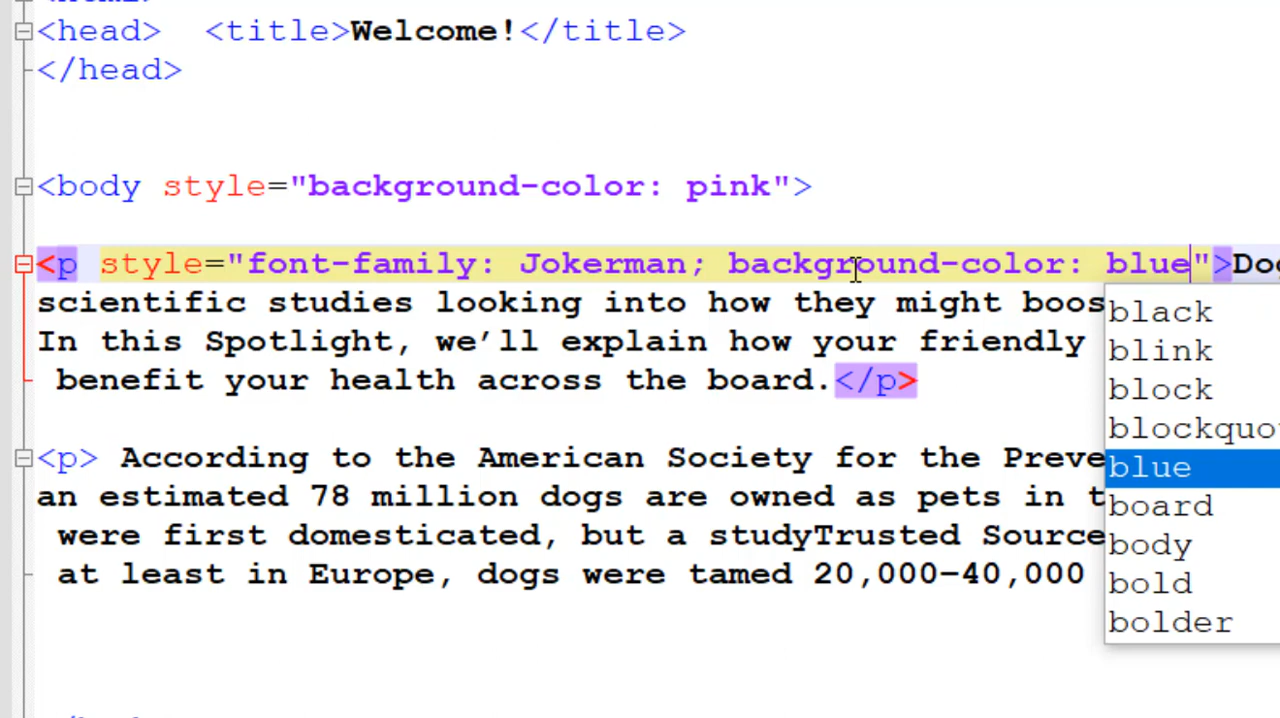 <head>  <title>Welcome!</title>
</head>
<body style="background-color: pink">
<p style="font-family: Jokerman; background-color: blue">
scientific studies looking into how they might
In this Spotlight, we’ll explain how your friendly
benefit your health across the board.</p>
<p> According to the American Society for the
an estimated 78 million dogs are owned as pets in
were first domesticated, but a studyTrusted Source
at least in Europe, dogs were tamed 20,000–40,000
black
blink
block
blue
board
body
bold
bolder